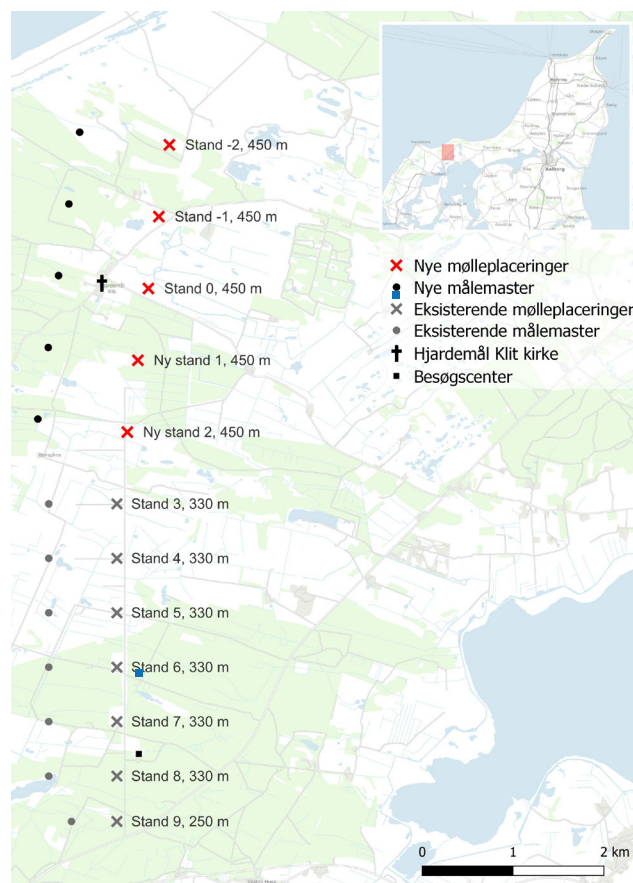 Stand -2, 450 m
Stand -1, 450 m
Stand 0, 450 m
Ny stand 1, 450 m
Ny stand 2, 450 m
Stand 3, 330 m
Stand 4, 330 m
Stand 5, 330 m
Stand 6, 330 m
Stand 7, 330 m
Stand 8, 330 m
Stand 9, 250 m
Aalborg
Nye mølleplaceringer
Nye målemaster
Eksisterende mølleplaceringer
Eksisterende målemaster
Hjardemål Klit kirke
Besøgscenter
0 1 2 km